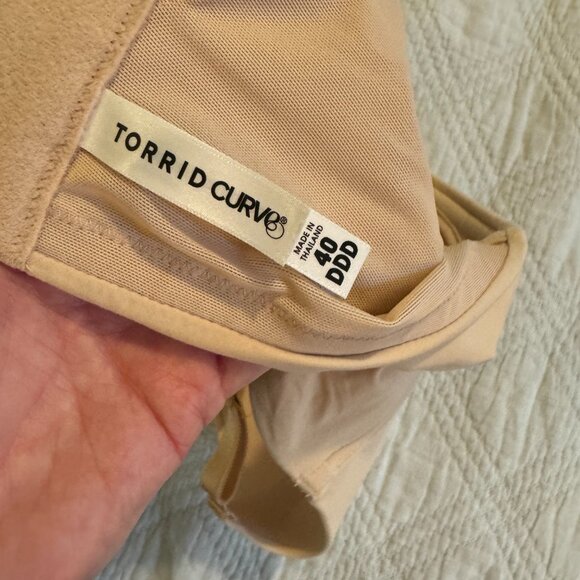 TORRID CURVE®
MADE IN
THAILAND
40
DDD